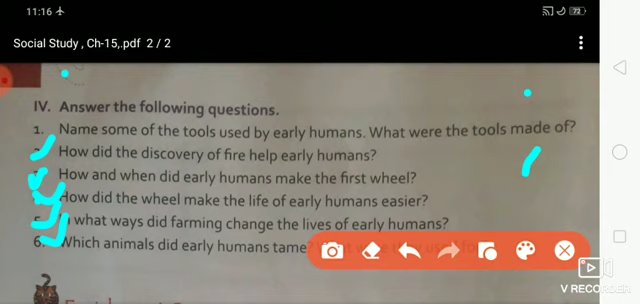 11:16
72
Social Study , Ch-15,.pdf 2 / 2
IV. Answer the following questions.
1. Name some of the tools used by early humans. What were the tools made of?
How did the discovery of fire help early humans?
How and when did early humans make the first wheel?
How did the wheel make the life of early humans easier?
5. what ways did farming change the lives of early humans?
6. Which animals did early humans tame?
V RECORDER